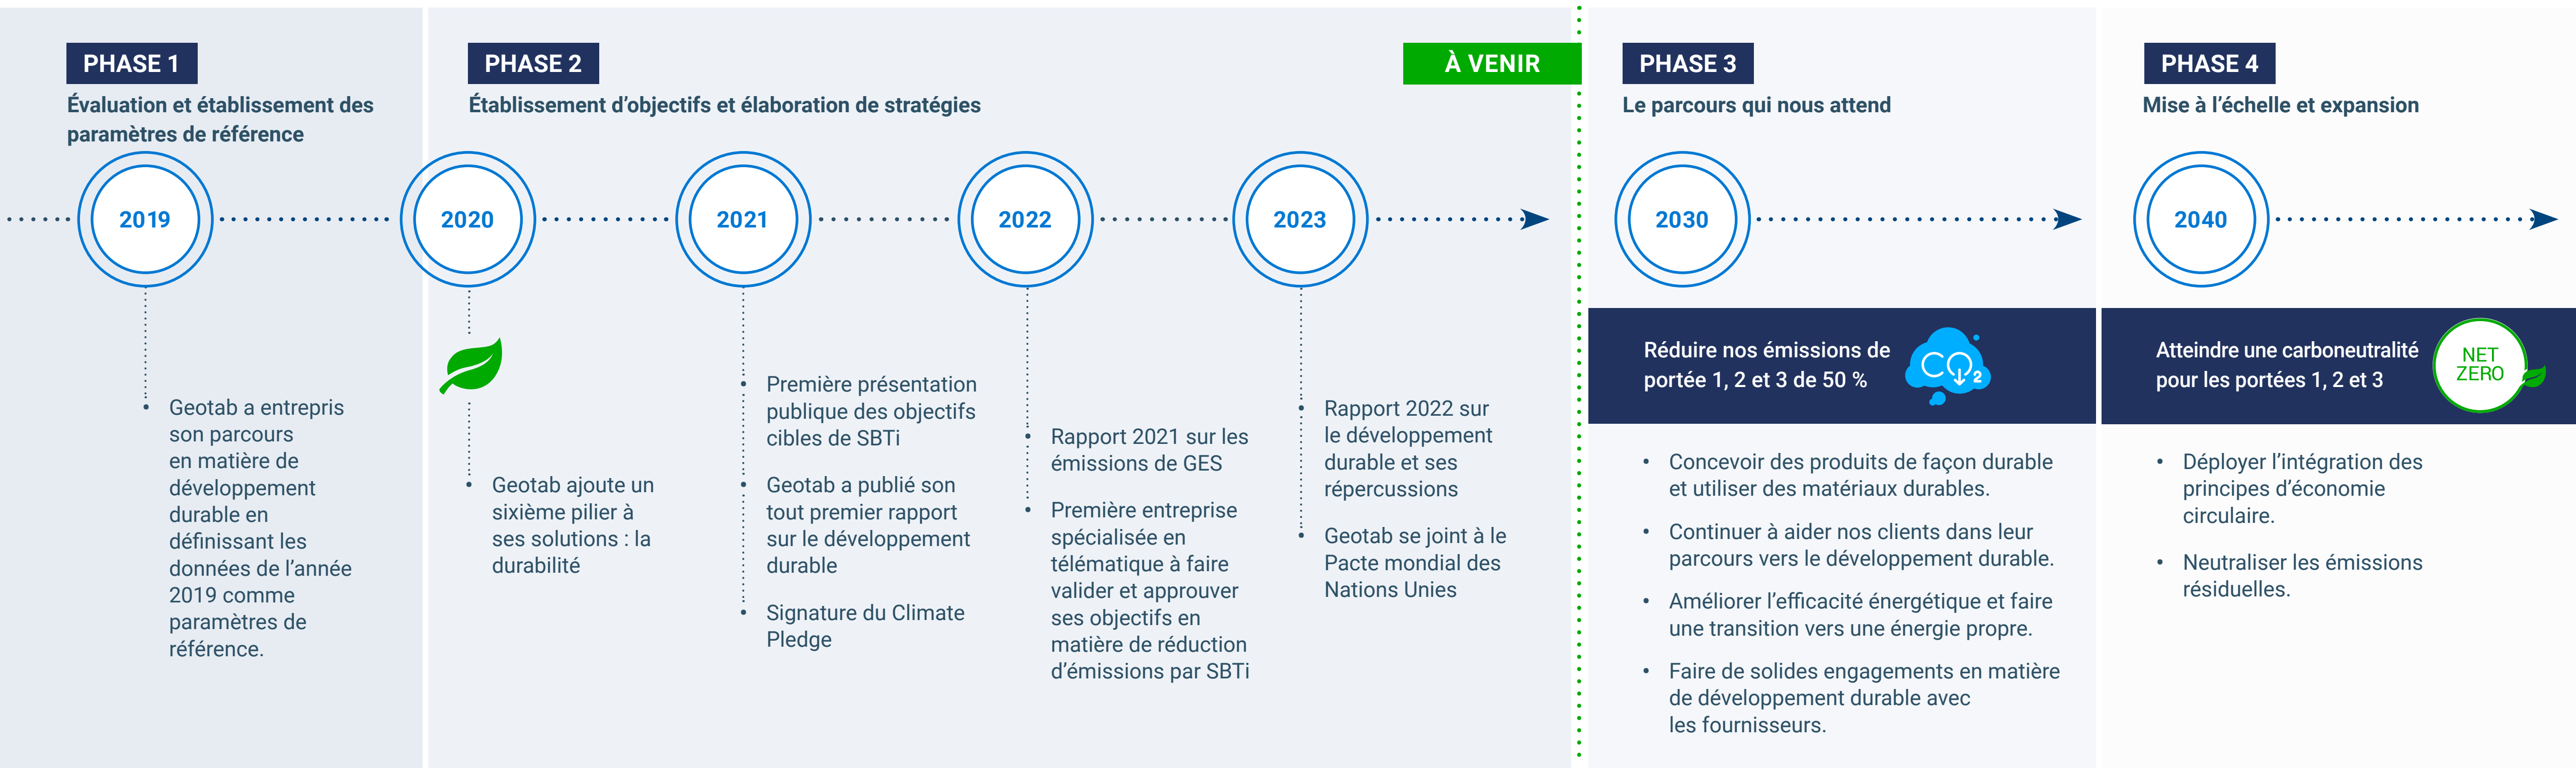 PHASE 1
Évaluation et établissement des
paramètres de référence
2019
Geotab a entrepris
son parcours
en matière de
développement
durable en
définissant les
données de l’année
2019 comme
paramètres de
référence.
PHASE 2
Établissement d’objectifs et élaboration de stratégies
2020
Geotab ajoute un
sixième pilier à
ses solutions : la
durabilité
2021
• Première présentation
publique des objectifs
cibles de SBTi
• Geotab a publié son
tout premier rapport
sur le développement
durable
• Signature du Climate
Pledge
2022
• Rapport 2021 sur les
émissions de GES
• Première entreprise
spécialisée en
télématique à faire
valider et approuver
ses objectifs en
matière de réduction
d’émissions par SBTi
2023
• Rapport 2022 sur
le développement
durable et ses
répercussions
• Geotab se joint à le
Pacte mondial des
Nations Unies
À VENIR
PHASE 3
Le parcours qui nous attend
2030
Réduire nos émissions de
portée 1, 2 et 3 de 50 %
CO2
• Concevoir des produits de façon durable
et utiliser des matériaux durables.
• Continuer à aider nos clients dans leur
parcours vers le développement durable.
• Améliorer l’efficacité énergétique et faire
une transition vers une énergie propre.
• Faire de solides engagements en matière
de développement durable avec
les fournisseurs.
PHASE 4
Mise à l’échelle et expansion
2040
Atteindre une carboneutralité
pour les portées 1, 2 et 3
NET
ZERO
• Déployer l’intégration des
principes d’économie
circulaire.
• Neutraliser les émissions
résiduelles.